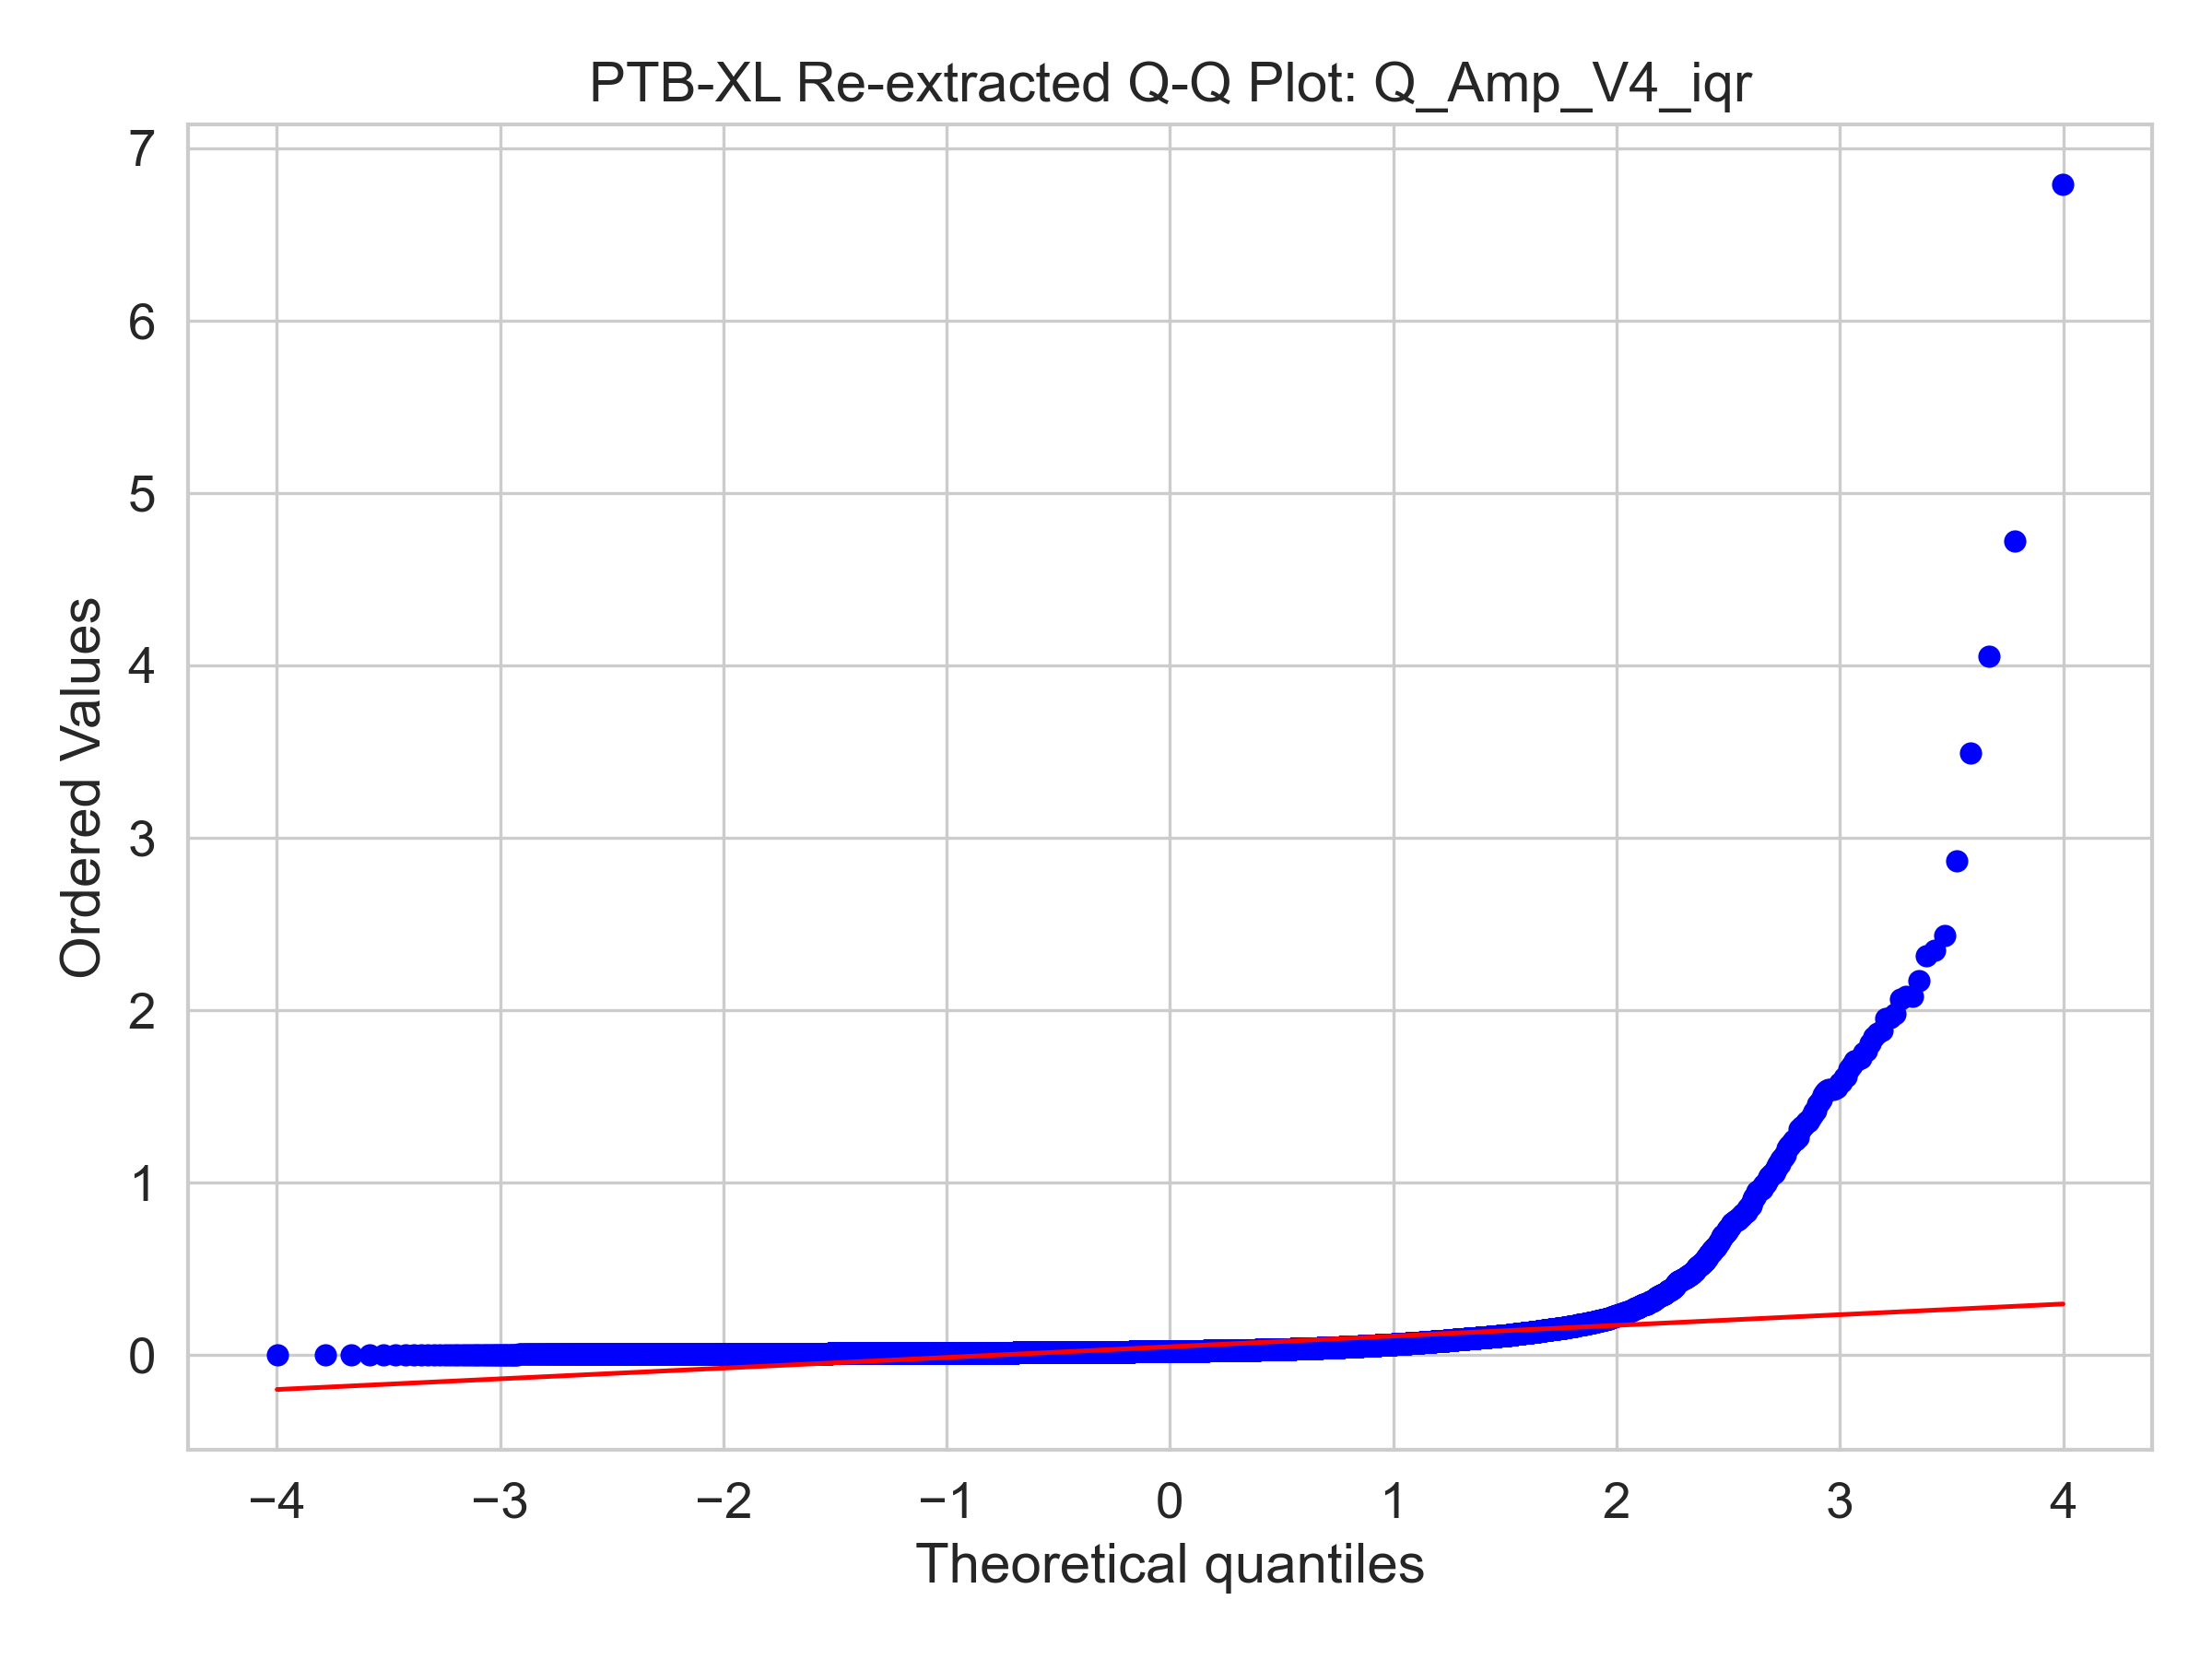 PTB-XL Re-extracted Q-Q Plot: Q_Amp_V4_iqr
7
6
5
4
3
2
1
0
Ordered Values
−4 −3 −2 −1 0 1 2 3 4
Theoretical quantiles